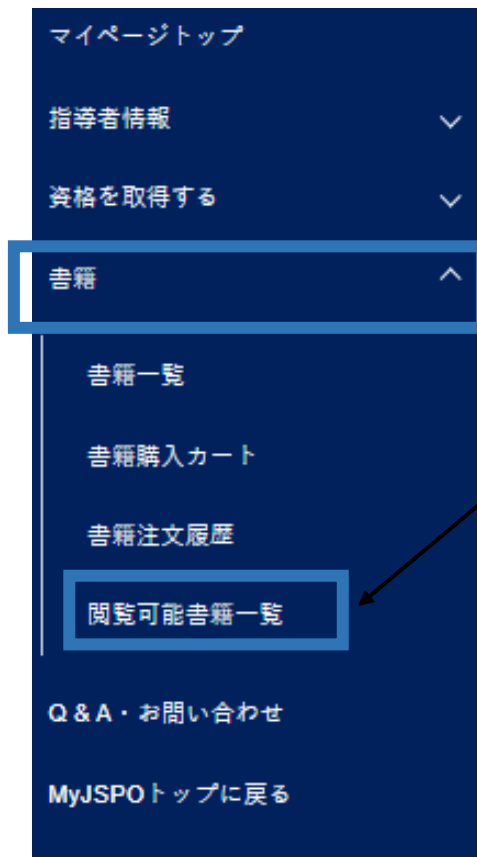 マイページトップ
指導者情報
資格を取得する
書籍
書籍一覧
書籍購入カート
書籍注文履歴
閲覧可能書籍一覧
Q&A・お問い合わせ
MyJSPOトップに戻る